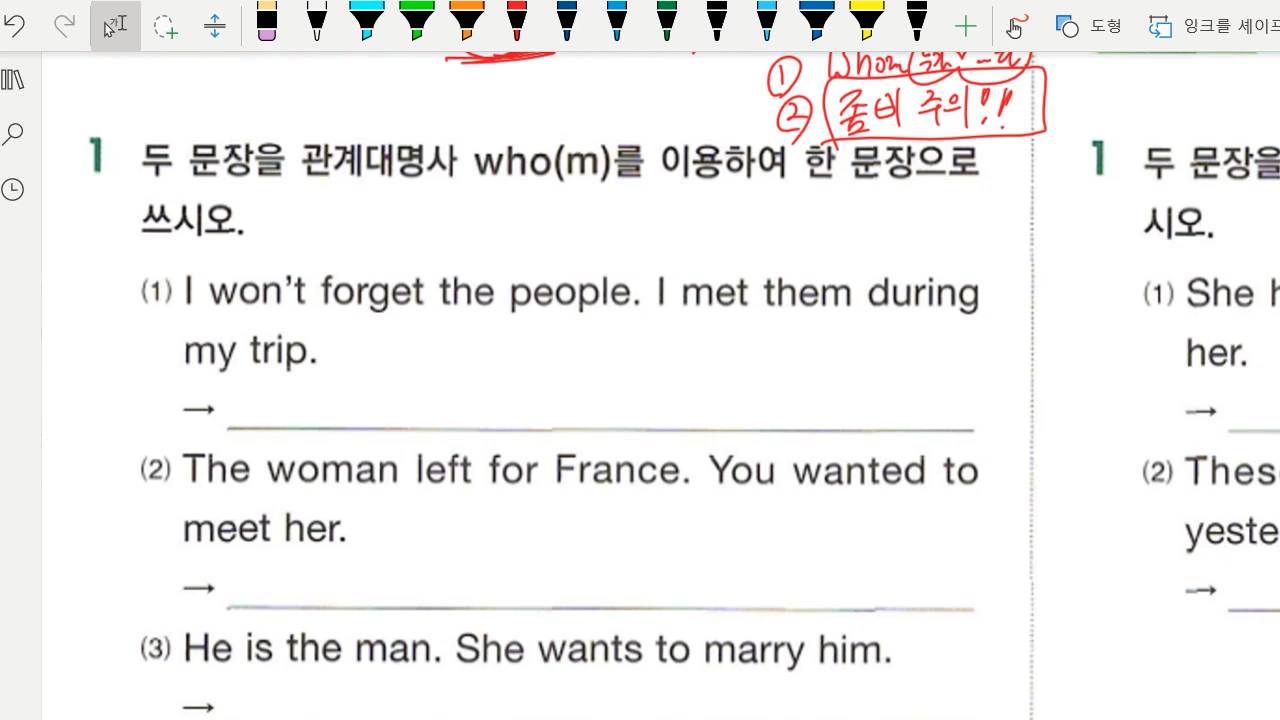 도형
잉크를 셰이프
① whom
② 좀비 주의!!
1 두 문장을 관계대명사 who(m)를 이용하여 한 문장으로
쓰시오.
(1) I won't forget the people. I met them during
my trip.
→
(2) The woman left for France. You wanted to
meet her.
→
(3) He is the man. She wants to marry him.
→
1 두 문장을
시오.
(1) She h
her.
→
(2) Thes
yeste
→